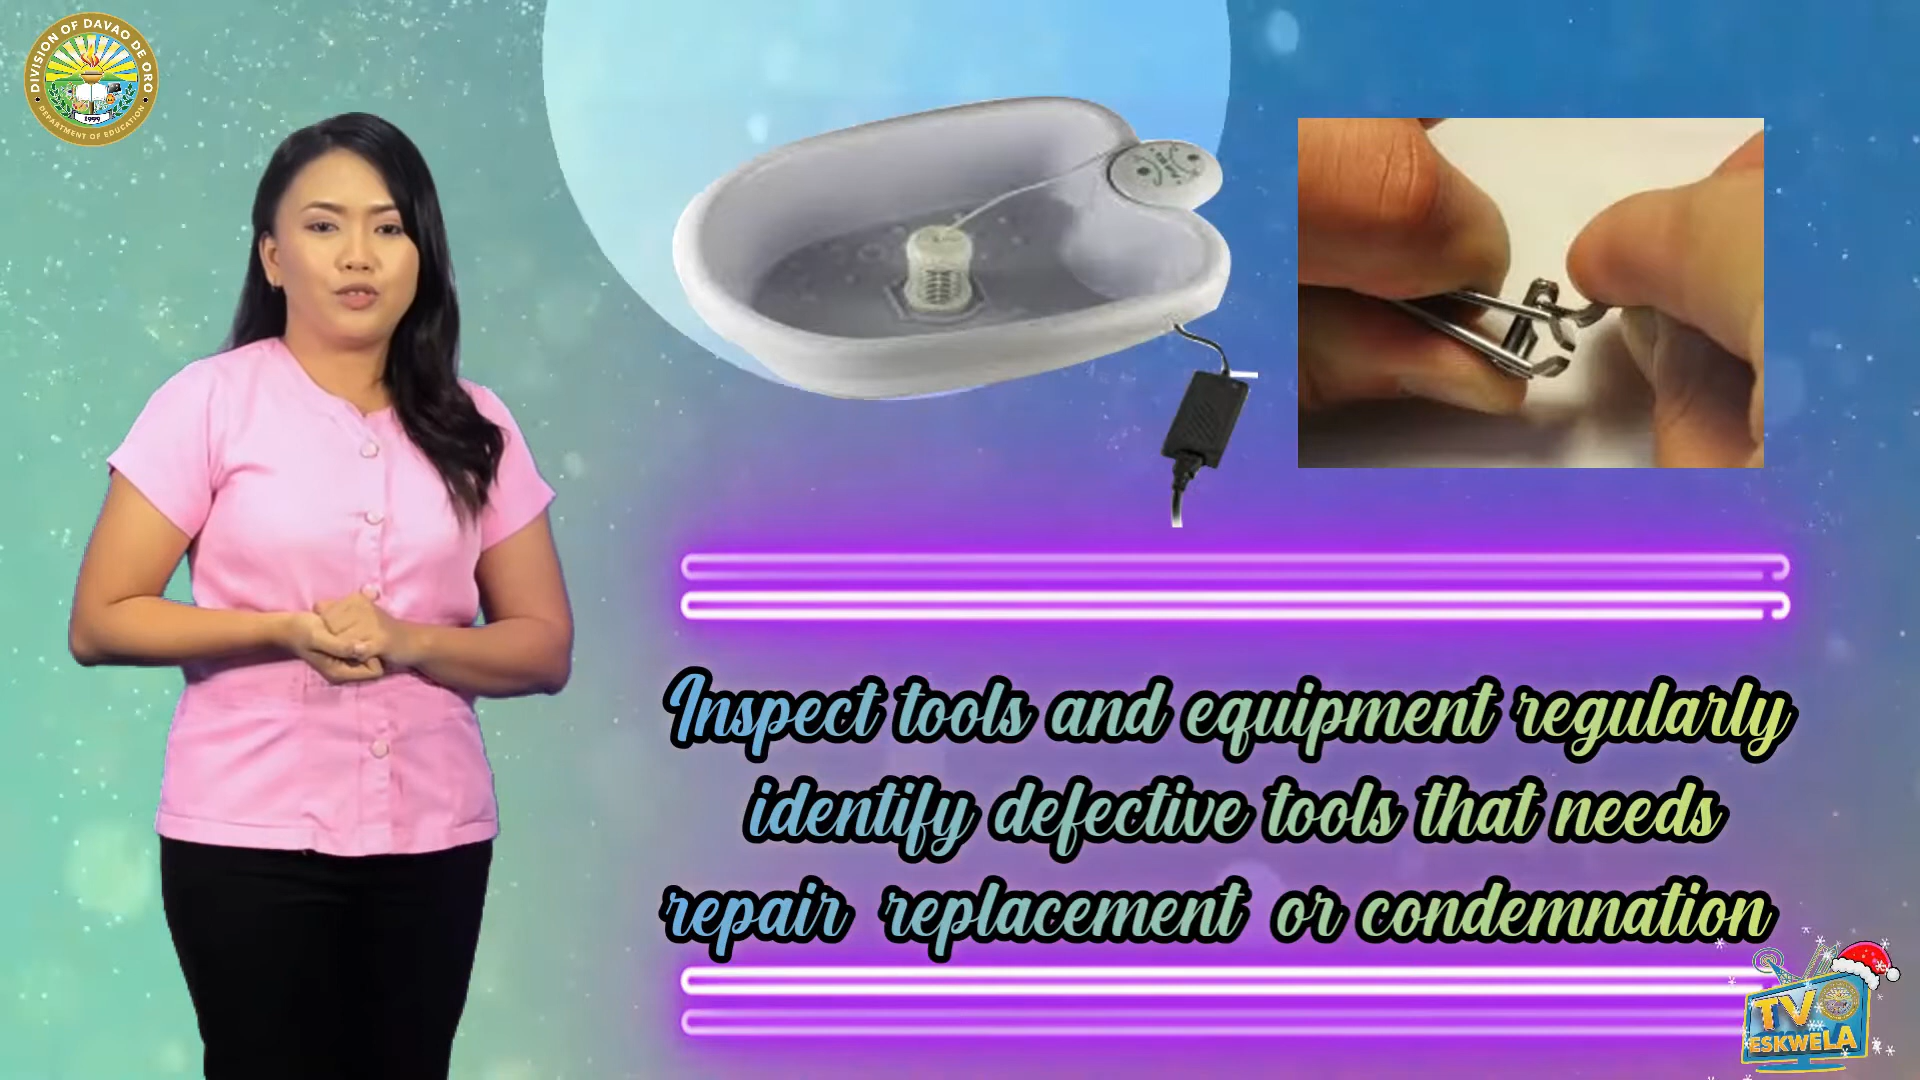 DIVISION OF DAVAO DE ORO
1999
DEPARTMENT OF EDUCATION
Inspect tools and equipment regularly
identify defective tools that needs
repair replacement or condemnation
TV
ESKWELA